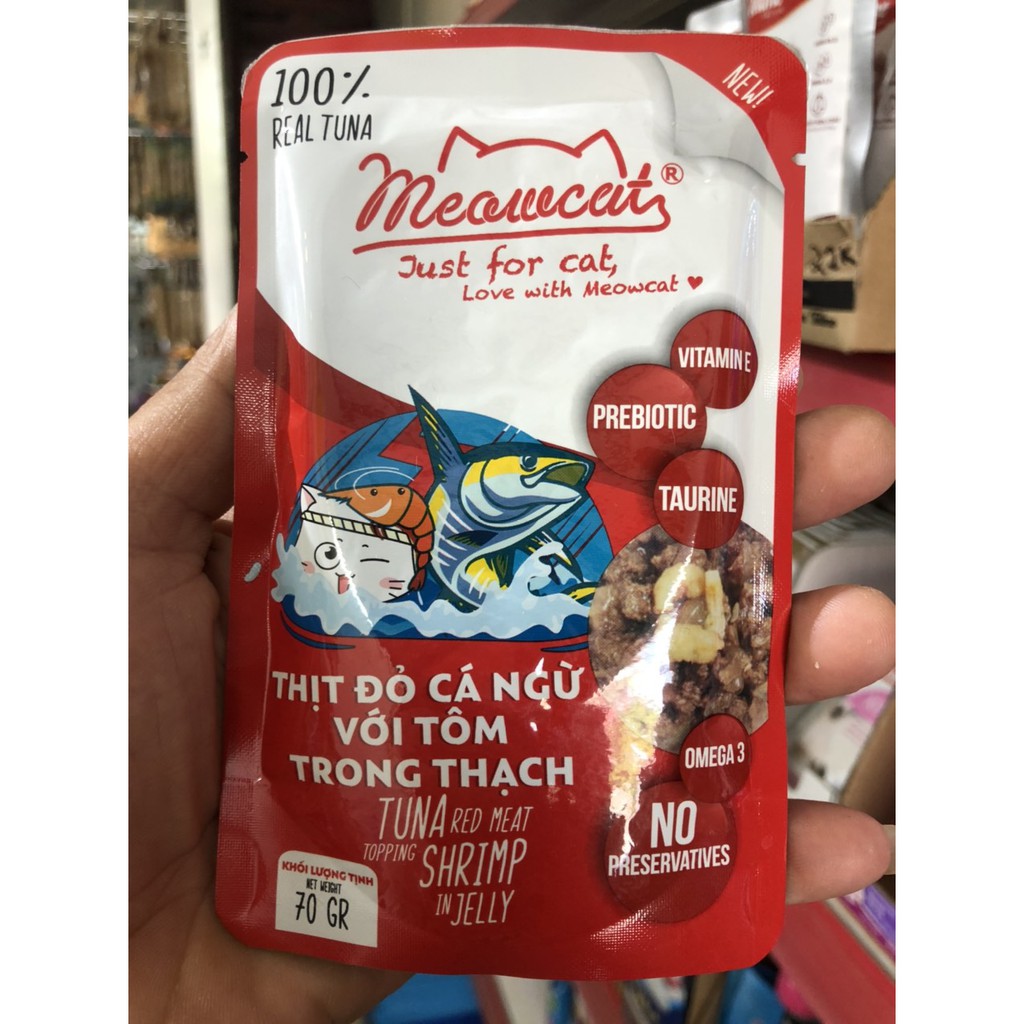 100%
REAL TUNA
NEW!
Meowcat®
Just for cat,
Love with Meowcat ♥
VITAMIN E
PREBIOTIC
TAURINE
THỊT ĐỎ CÁ NGỪ
VỚI TÔM
TRONG THẠCH
TUNA RED MEAT
TOPPING SHRIMP
IN JELLY
OMEGA 3
NO
PRESERVATIVES
KHỐI LƯỢNG TỊNH
NET WEIGHT
70 GR